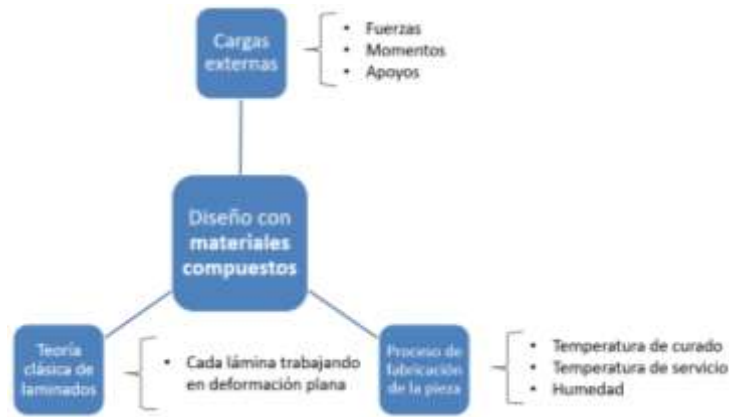 Cargas
externas
• Fuerzas
• Momentos
• Apoyos
Diseño con
materiales
compuestos
Teoría
clásica de
laminados
• Cada lámina trabajando
en deformación plana
Proceso de
fabricación
de la pieza
• Temperatura de curado
• Temperatura de servicio
• Humedad